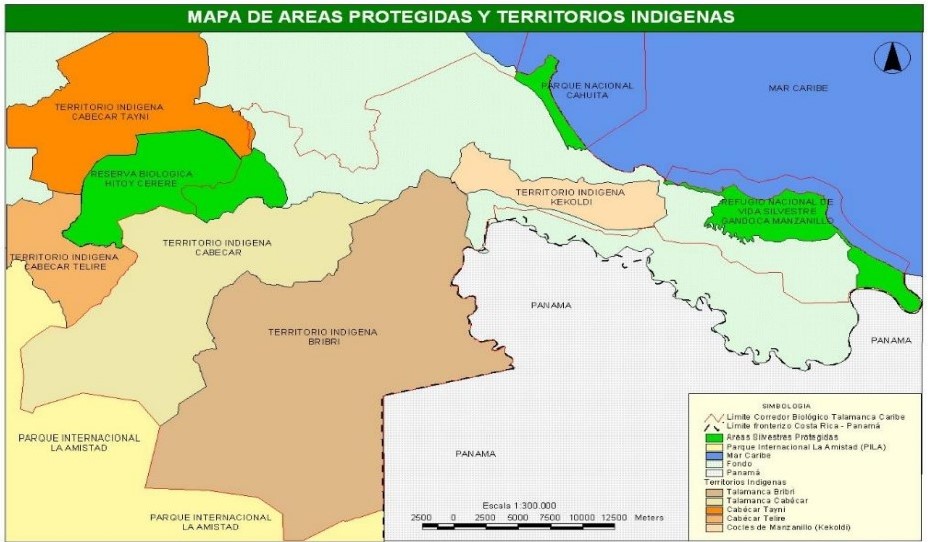 MAPA DE AREAS PROTEGIDAS Y TERRITORIOS INDIGENAS
PARQUE NACIONAL
CAHUITA
MAR CARIBE
TERRITORIO INDIGENA
CABECAR TAYNI
RESERVA BIOLOGICA
HITOY CERERE
TERRITORIO INDIGENA
KEKOLDI
REFUGIO NACIONAL DE
VIDA SILVESTRE
GANDOCA MANZANILLO
TERRITORIO INDIGENA
CABECAR
TERRITORIO INDIGENA
CABECAR TELIRE
PANAMA
TERRITORIO INDIGENA
BRIBRI
PANAMA
PARQUE INTERNACIONAL
LA AMISTAD
PANAMA
PARQUE INTERNACIONAL
LA AMISTAD
Escala 1:300.000
2500 0 2500 5000 7500 10000 12500 Meters
SIMBOLOGIA
Limite Corredor Biológico Talamanca Caribe
Limite fronterizo Costa Rica - Panamá
Areas Silvestres Protegidas
Parque Internacional La Amistad (PILA)
Mar Caribe
Fondo
Panamá
Territorios Indigenas
Talamanca Bribri
Talamanca Cabécar
Cabécar Tayni
Cabécar Telire
Cocles de Manzanillo (Kekoldi)